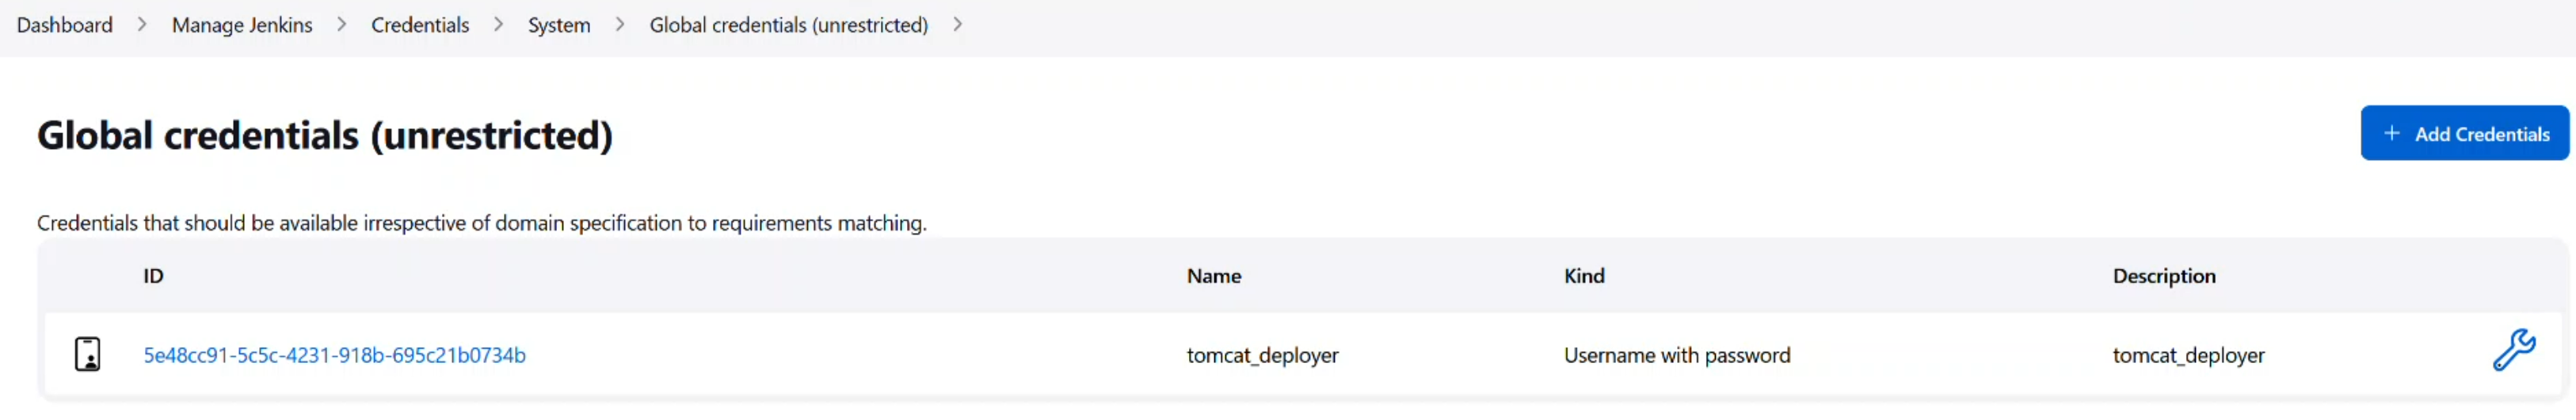 Dashboard > Manage Jenkins > Credentials > System > Global credentials (unrestricted) >
Global credentials (unrestricted)
+ Add Credentials
Credentials that should be available irrespective of domain specification to requirements matching.
ID Name Kind Description
5e48cc91-5c5c-4231-918b-695c21b0734b tomcat_deployer Username with password tomcat_deployer